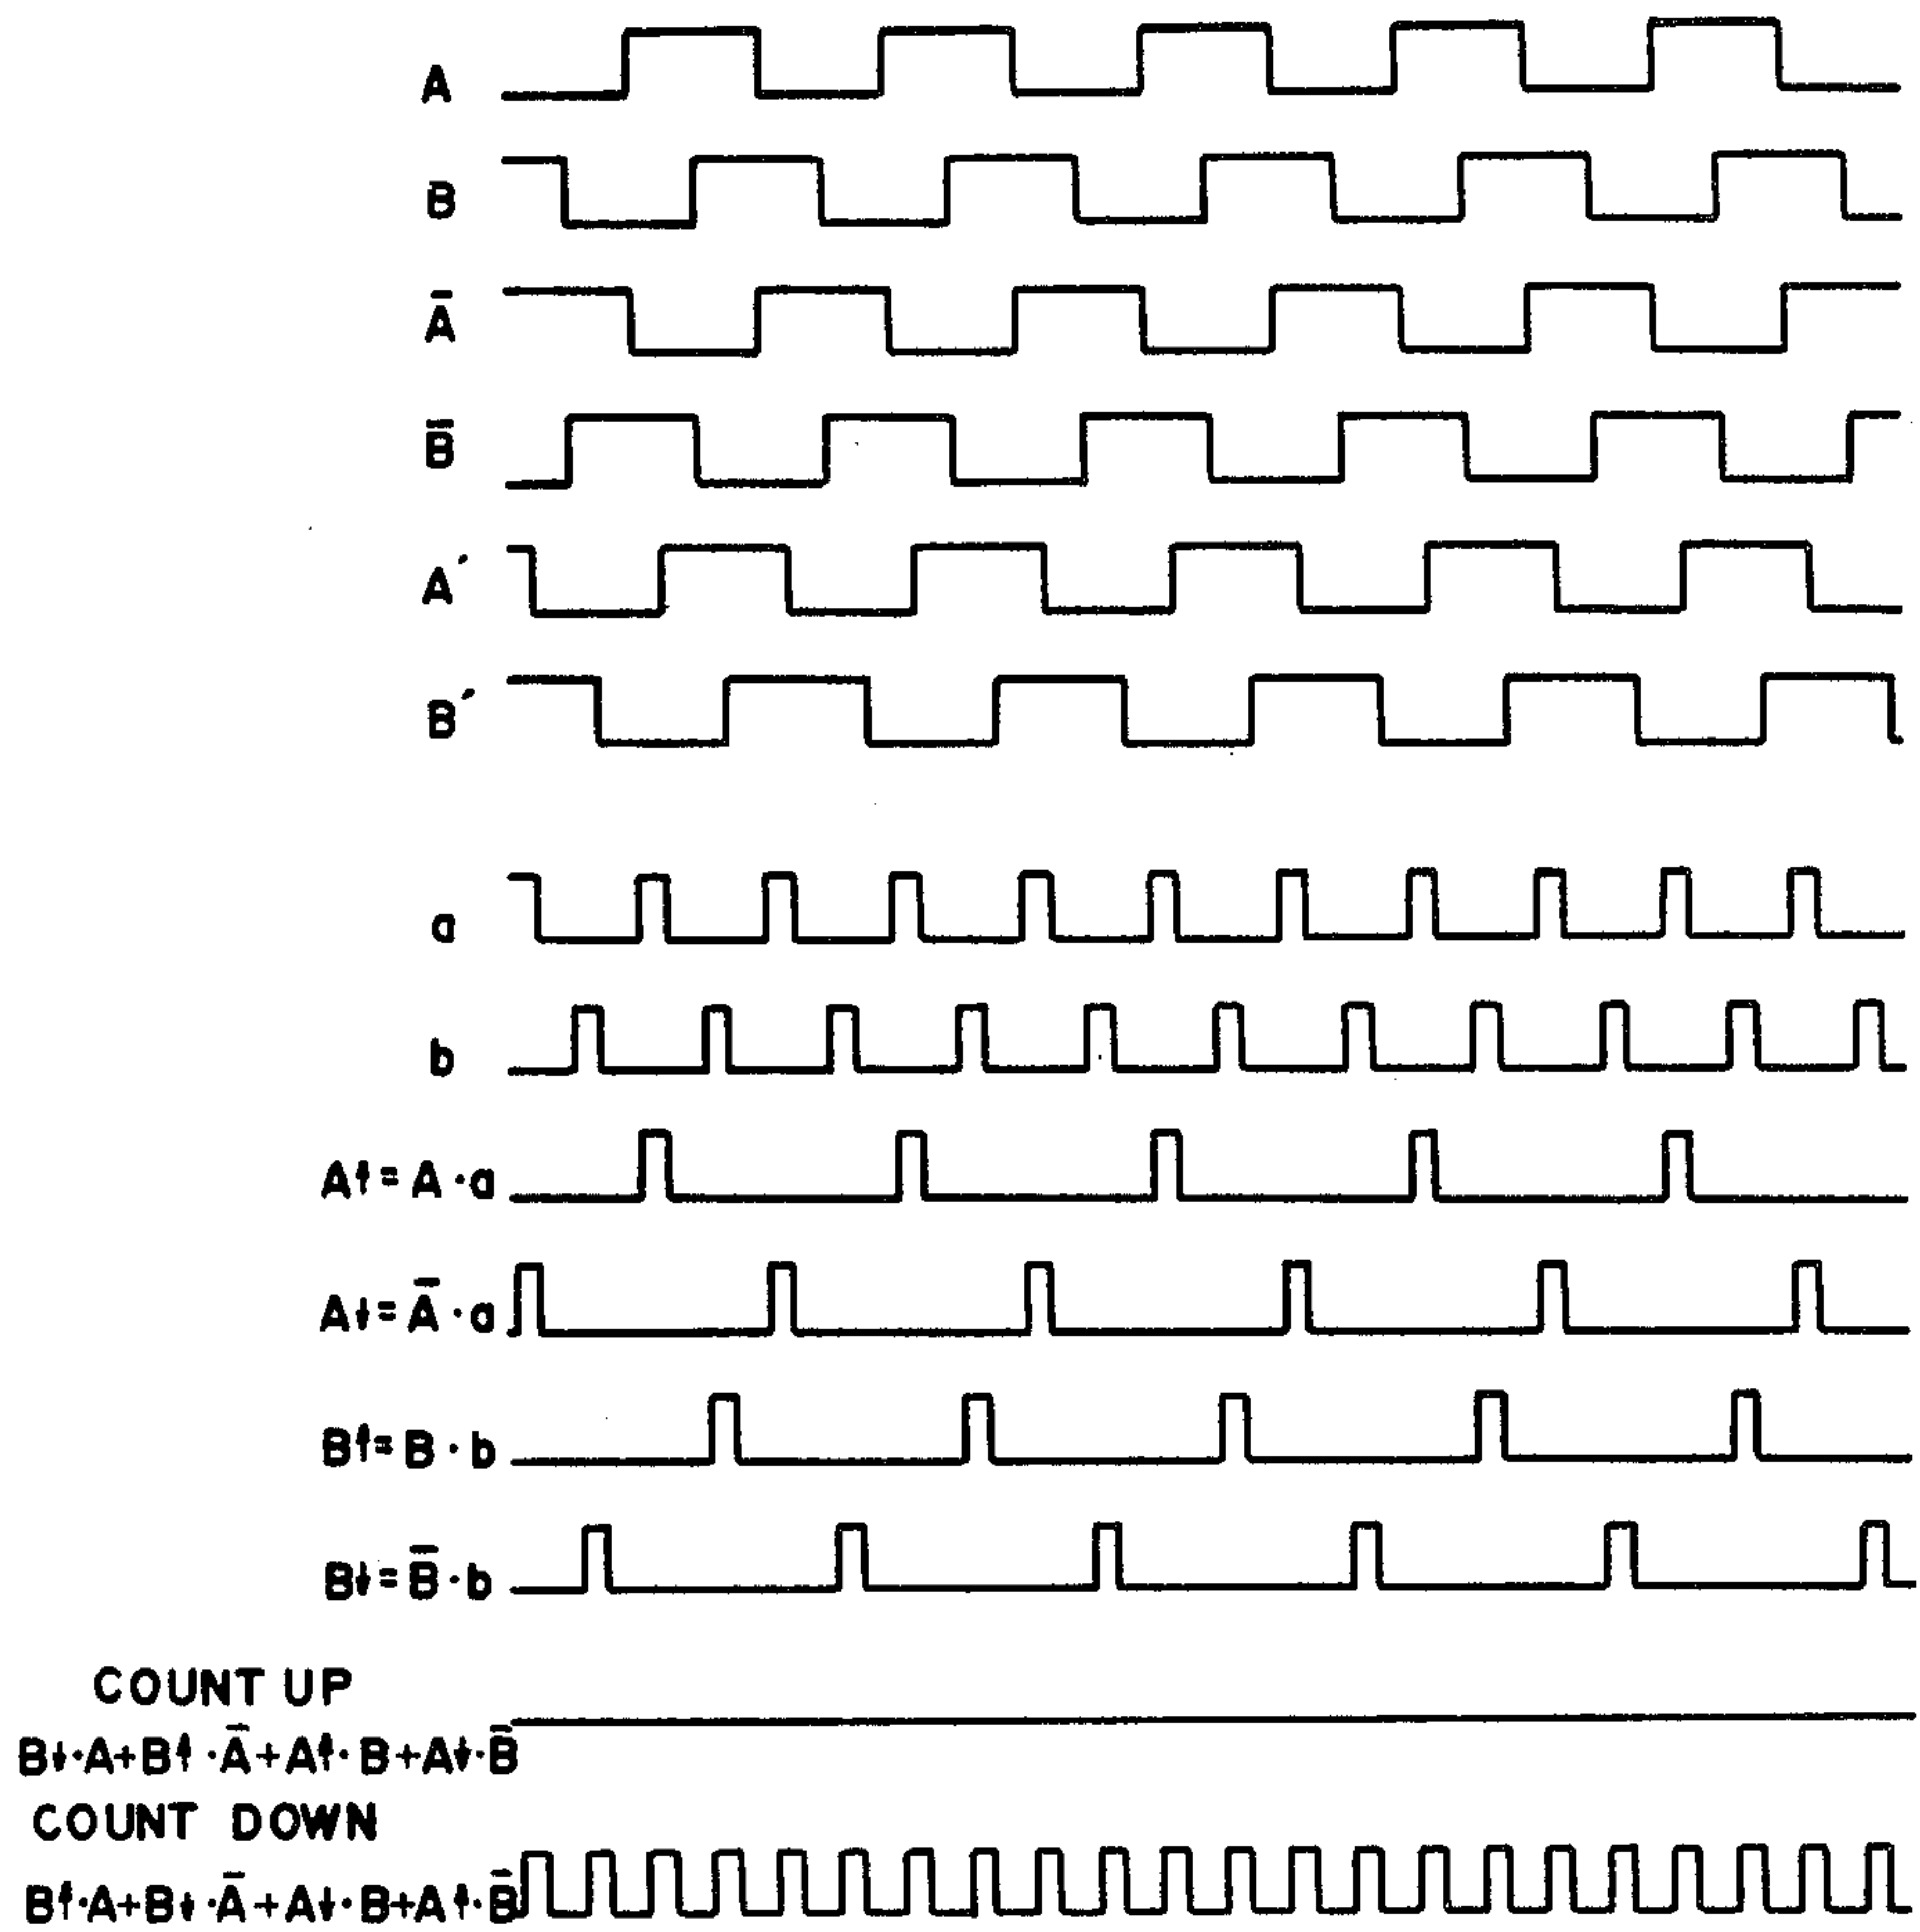 A
B
A̅
B̅
A′
B′
a
b
A↑=A·a
A↓=A̅·a
B↑=B·b
B↓=B̅·b
COUNT UP
B↓·A+B↑·A̅+A↑·B+A↓·B̅
COUNT DOWN
B↑·A+B↓·A̅+A↓·B+A↑·B̅